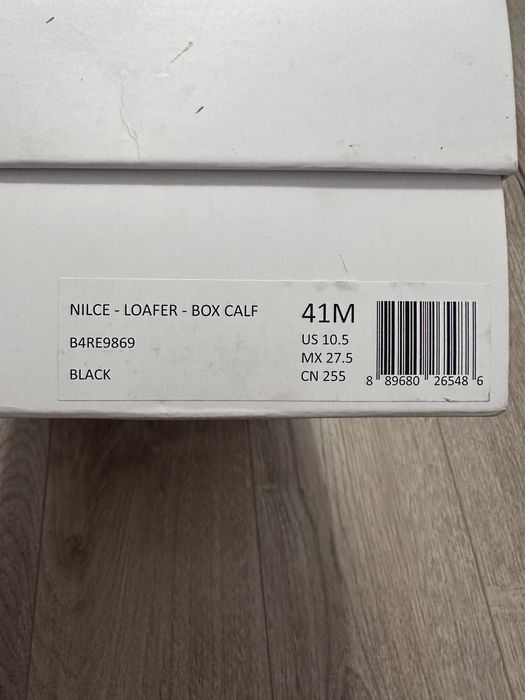 NILCE - LOAFER - BOX CALF
B4RE9869
BLACK
41M
US 10.5
MX 27.5
CN 255
8 89680 26548 6